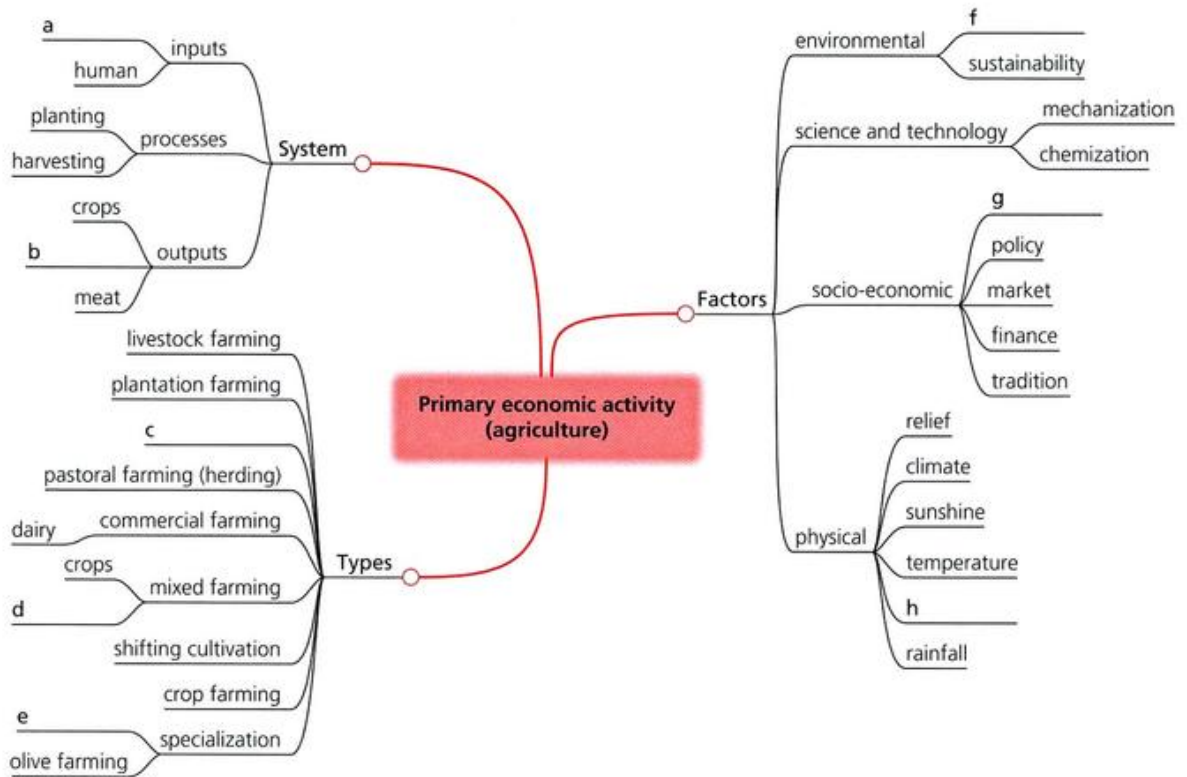 a
inputs
human
planting
processes
harvesting
System
crops
b
outputs
meat
livestock farming
plantation farming
c
pastoral farming (herding)
commercial farming
dairy
crops
mixed farming
d
Types
shifting cultivation
crop farming
e
specialization
olive farming
Primary economic activity
(agriculture)
f
environmental
sustainability
mechanization
science and technology
chemization
g
policy
socio-economic
market
Factors
finance
tradition
relief
climate
sunshine
physical
temperature
h
rainfall